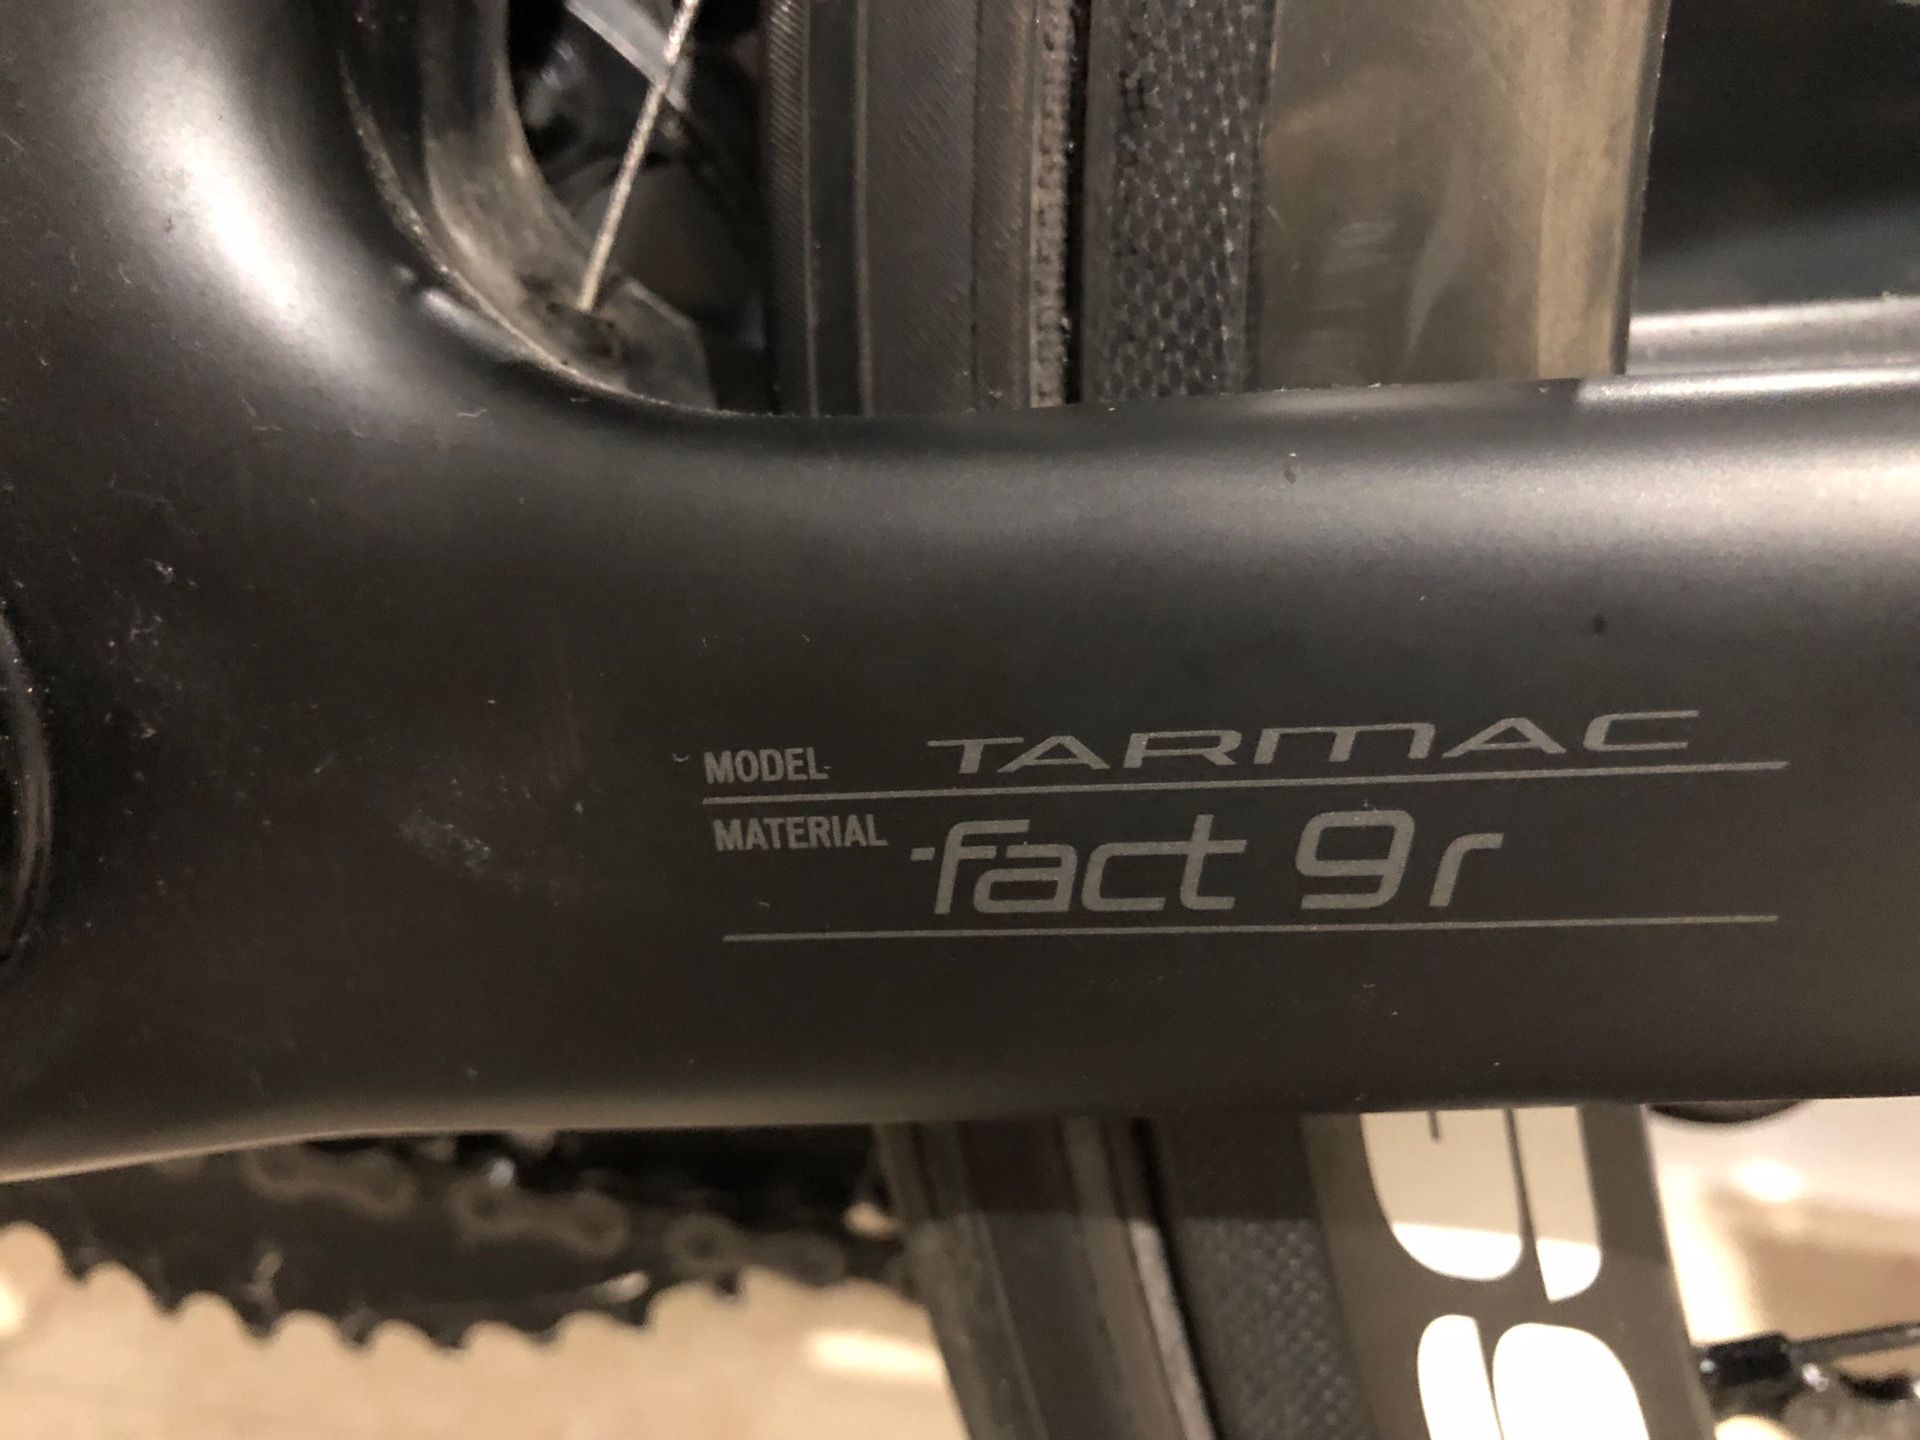 MODEL TARMAC
MATERIAL fact 9r